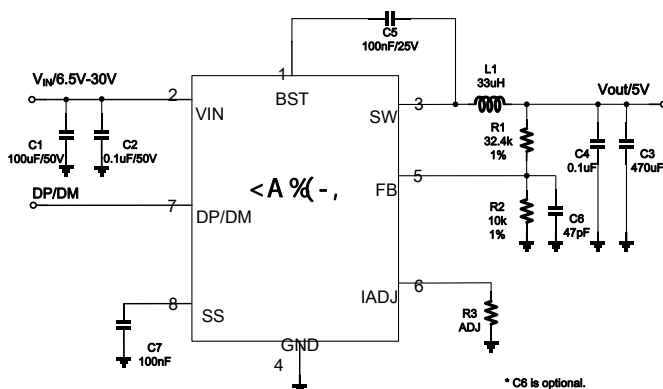 C5
100nF/25V
1
BST
L1
33uH
VIN/6.5V-30V
Vout/5V
2
VIN
SW
3
C1
100uF/50V
C2
0.1uF/50V
R1
32.4k
1%
C4
0.1uF
C3
470uF
<A %(-,
FB
5
DP/DM
7
DP/DM
R2
10k
1%
C6
47pF
IADJ
6
8
SS
R3
ADJ
C7
100nF
GND
4
* C6 is optional.